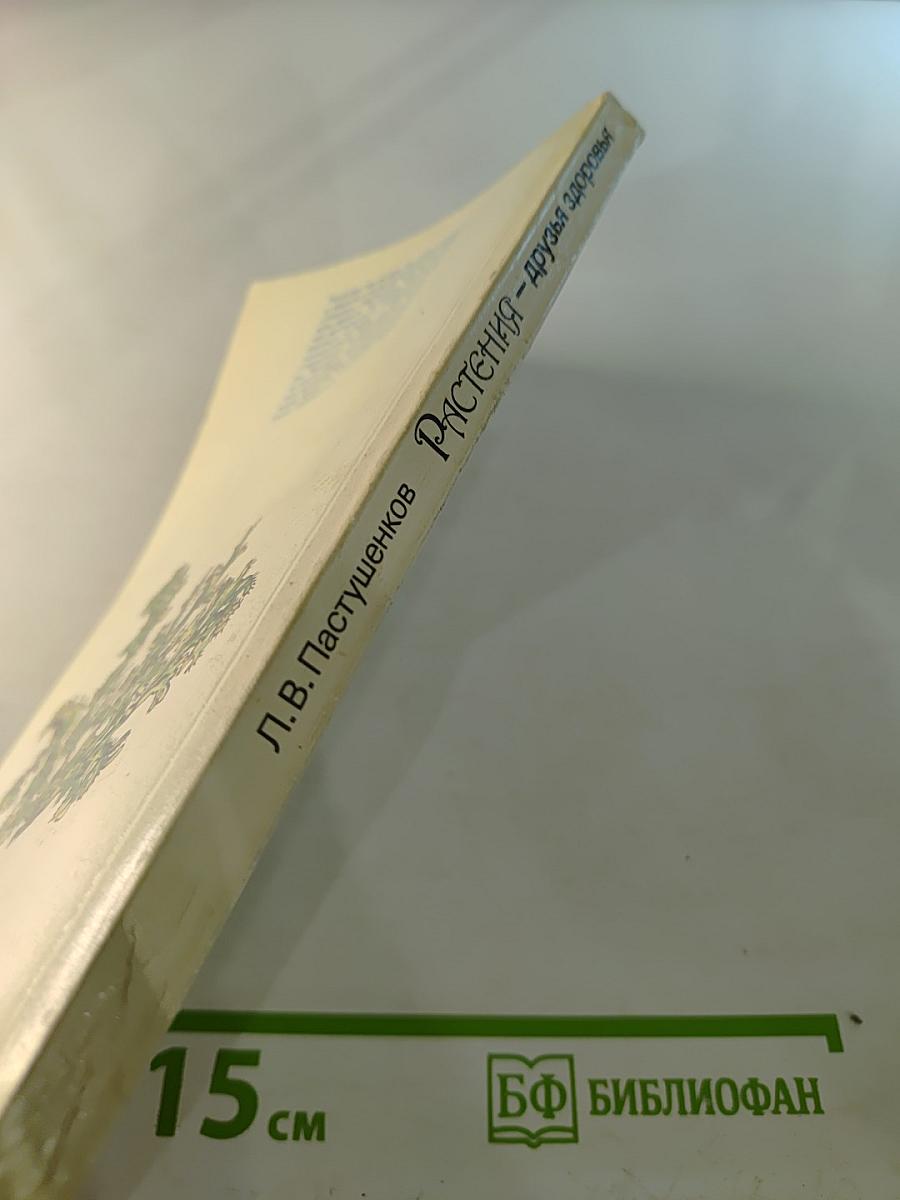 Л. В. Пастушенков РАСТЕНИЯ – друзья здоровья
15 см
БФ БИБЛИОФАН